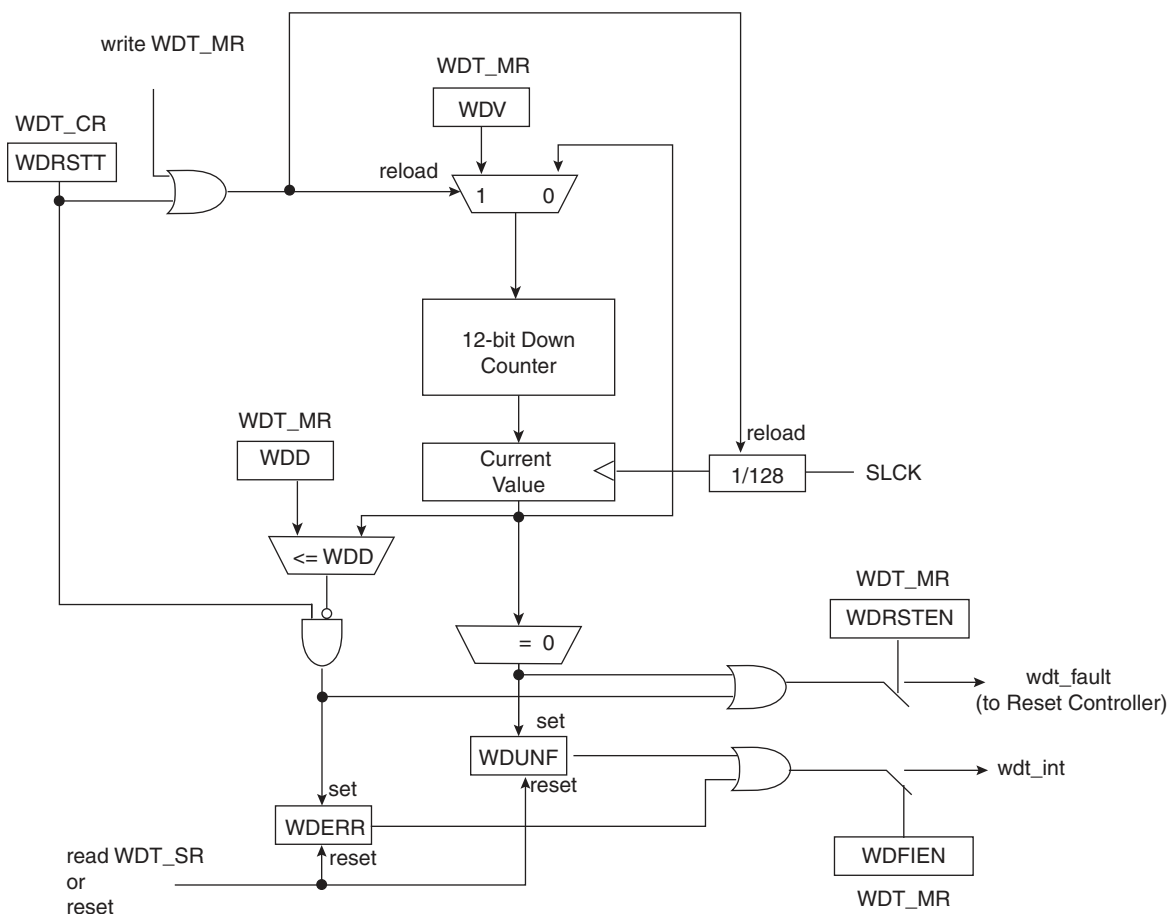 write WDT_MR
WDT_MR
WDV
WDT_CR
WDRSTT
reload
1 0
12-bit Down
Counter
WDT_MR
WDD
reload
Current
Value
1/128
SLCK
<= WDD
WDT_MR
WDRSTEN
= 0
wdt_fault
(to Reset Controller)
set
WDUNF
reset
wdt_int
set
WDERR
reset
WDFIEN
WDT_MR
read WDT_SR
or
reset